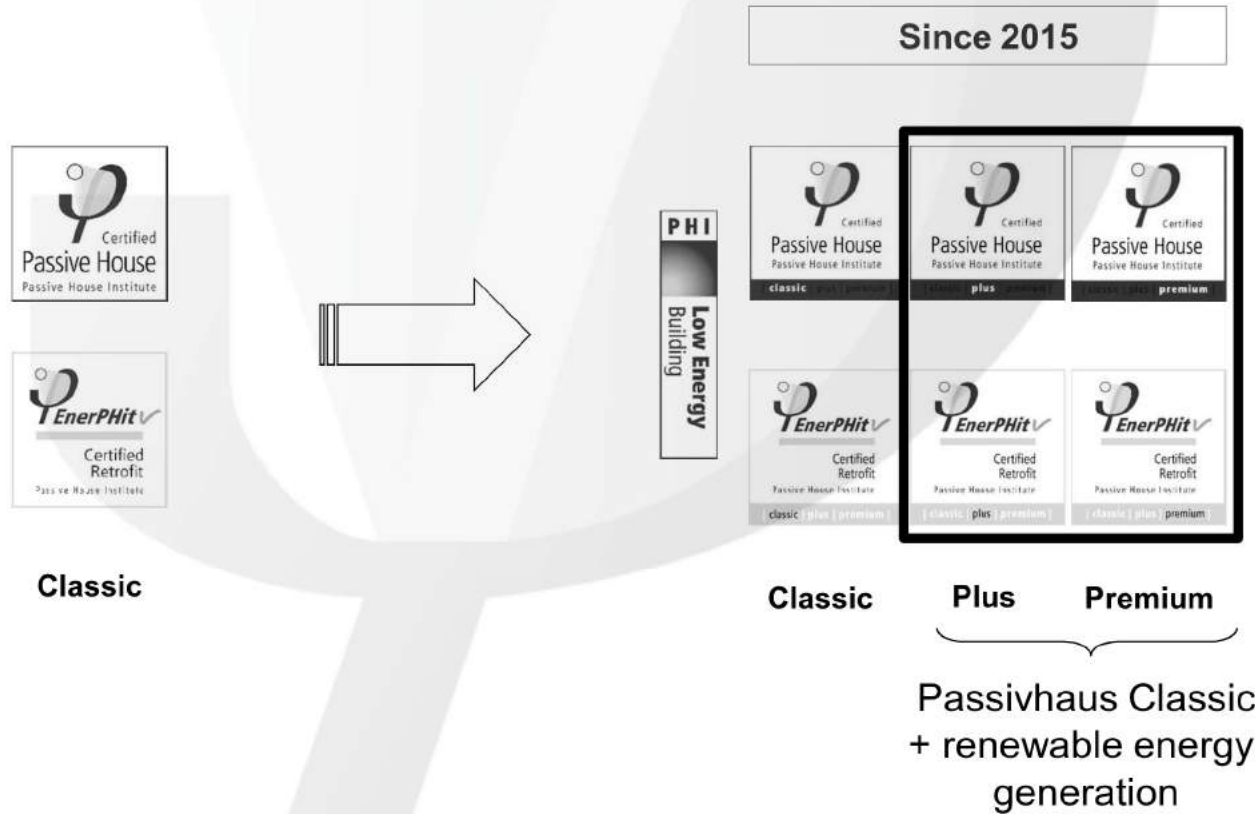 Since 2015
Certified
Passive House
Passive House Institute
EnerPHit
Certified
Retrofit
Passive House Institute
Classic
PHI
Low Energy
Building
Certified
Passive House
Passive House Institute
[ classic | plus | premium ]
Certified
Passive House
Passive House Institute
[ classic | plus | premium ]
Certified
Passive House
Passive House Institute
[ classic | plus | premium ]
EnerPHit
Certified
Retrofit
Passive House Institute
[ classic | plus | premium ]
EnerPHit
Certified
Retrofit
Passive House Institute
[ classic | plus | premium ]
EnerPHit
Certified
Retrofit
Passive House Institute
[ classic | plus | premium ]
Classic
Plus
Premium
Passivhaus Classic
+ renewable energy
generation